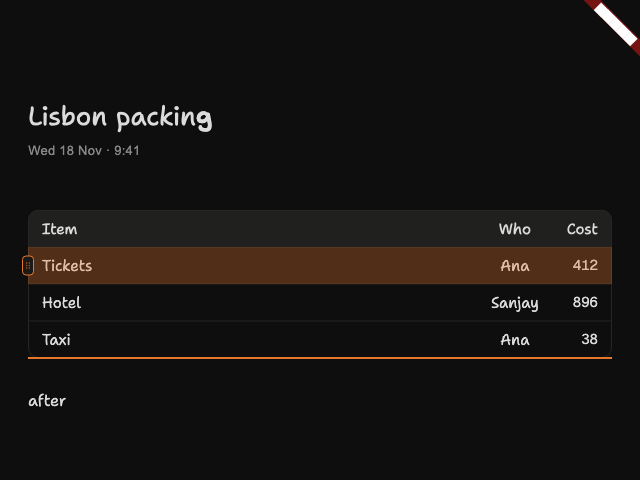 Lisbon packing
Wed 18 Nov · 9:41
Item Who Cost
Tickets Ana 412
Hotel Sanjay 896
Taxi Ana 38
after